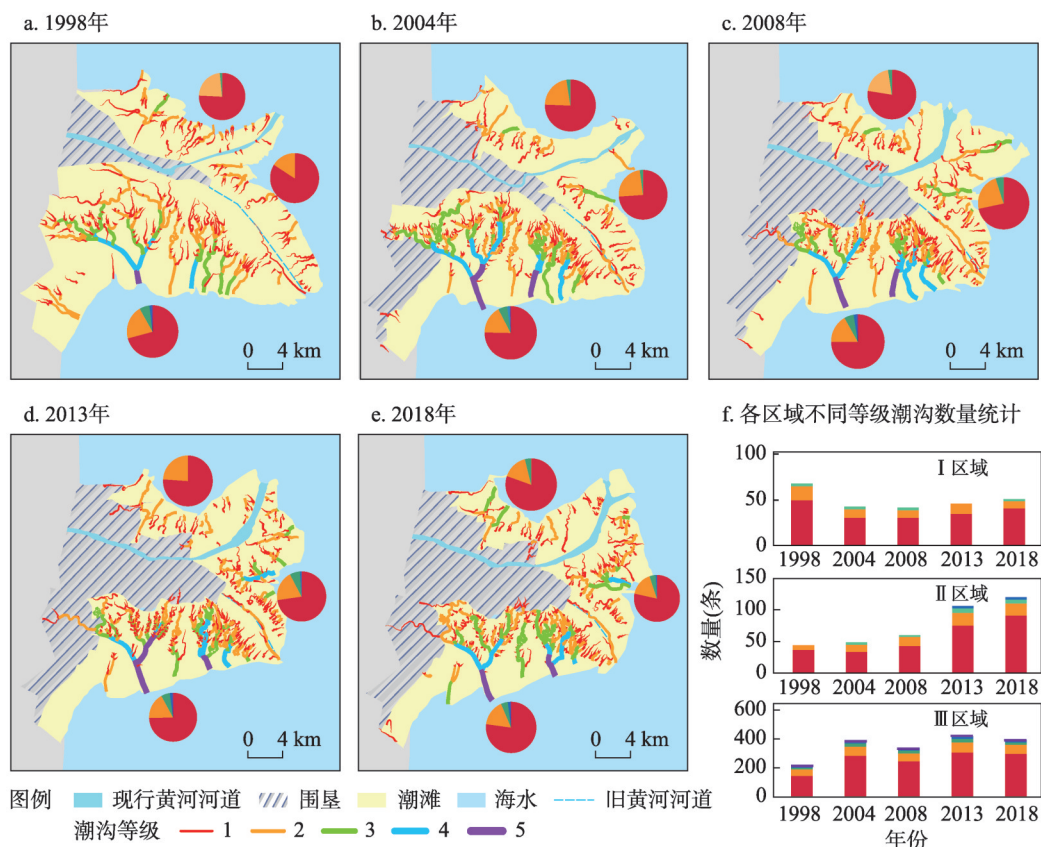 a. 1998年
b. 2004年
c. 2008年
0 4 km
0 4 km
0 4 km
d. 2013年
e. 2018年
f. 各区域不同等级潮沟数量统计
0 4 km
0 4 km
数量(条)
100
50
0
Ⅰ区域
1998 2004 2008 2013 2018
150
100
50
0
Ⅱ区域
1998 2004 2008 2013 2018
600
400
200
0
Ⅲ区域
1998 2004 2008 2013 2018
年份
图例 现行黄河河道 围垦 潮滩 海水 旧黄河河道
潮沟等级 1 2 3 4 5